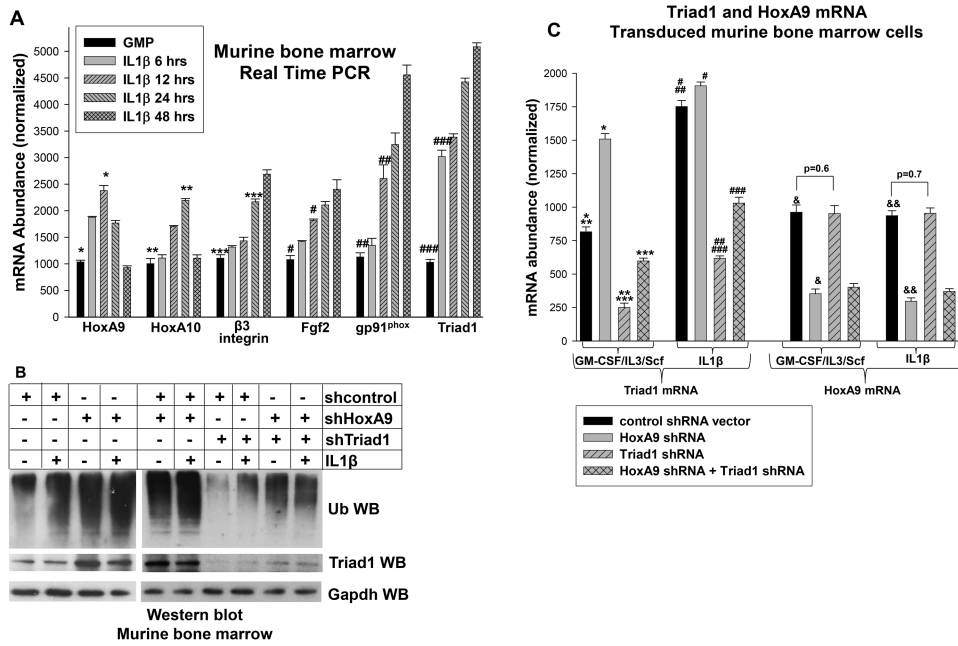 A
GMP
IL1β 6 hrs
IL1β 12 hrs
IL1β 24 hrs
IL1β 48 hrs
Murine bone marrow
Real Time PCR
mRNA Abundance (normalized)
5000
4500
4000
3500
3000
2500
2000
1500
1000
500
0
* * ** ** *** *** # # ## ## ### ###
HoxA9 HoxA10 β3 integrin Fgf2 gp91phox Triad1
B
+ + - - + + + + - - shcontrol
- - + + + + - - + + shHoxA9
- - - - - - + + + + shTriad1
- + - + - + - + - + IL1β
Ub WB
Triad1 WB
Gapdh WB
Western blot
Murine bone marrow
Triad1 and HoxA9 mRNA
Transduced murine bone marrow cells
C
mRNA abundance (normalized)
2000
1750
1500
1250
1000
750
500
250
0
* ** * ** *** *** # ## # ## ### ###
& & p=0.6 && && p=0.7
GM-CSF/IL3/Scf IL1β GM-CSF/IL3/Scf IL1β
Triad1 mRNA HoxA9 mRNA
control shRNA vector
HoxA9 shRNA
Triad1 shRNA
HoxA9 shRNA + Triad1 shRNA